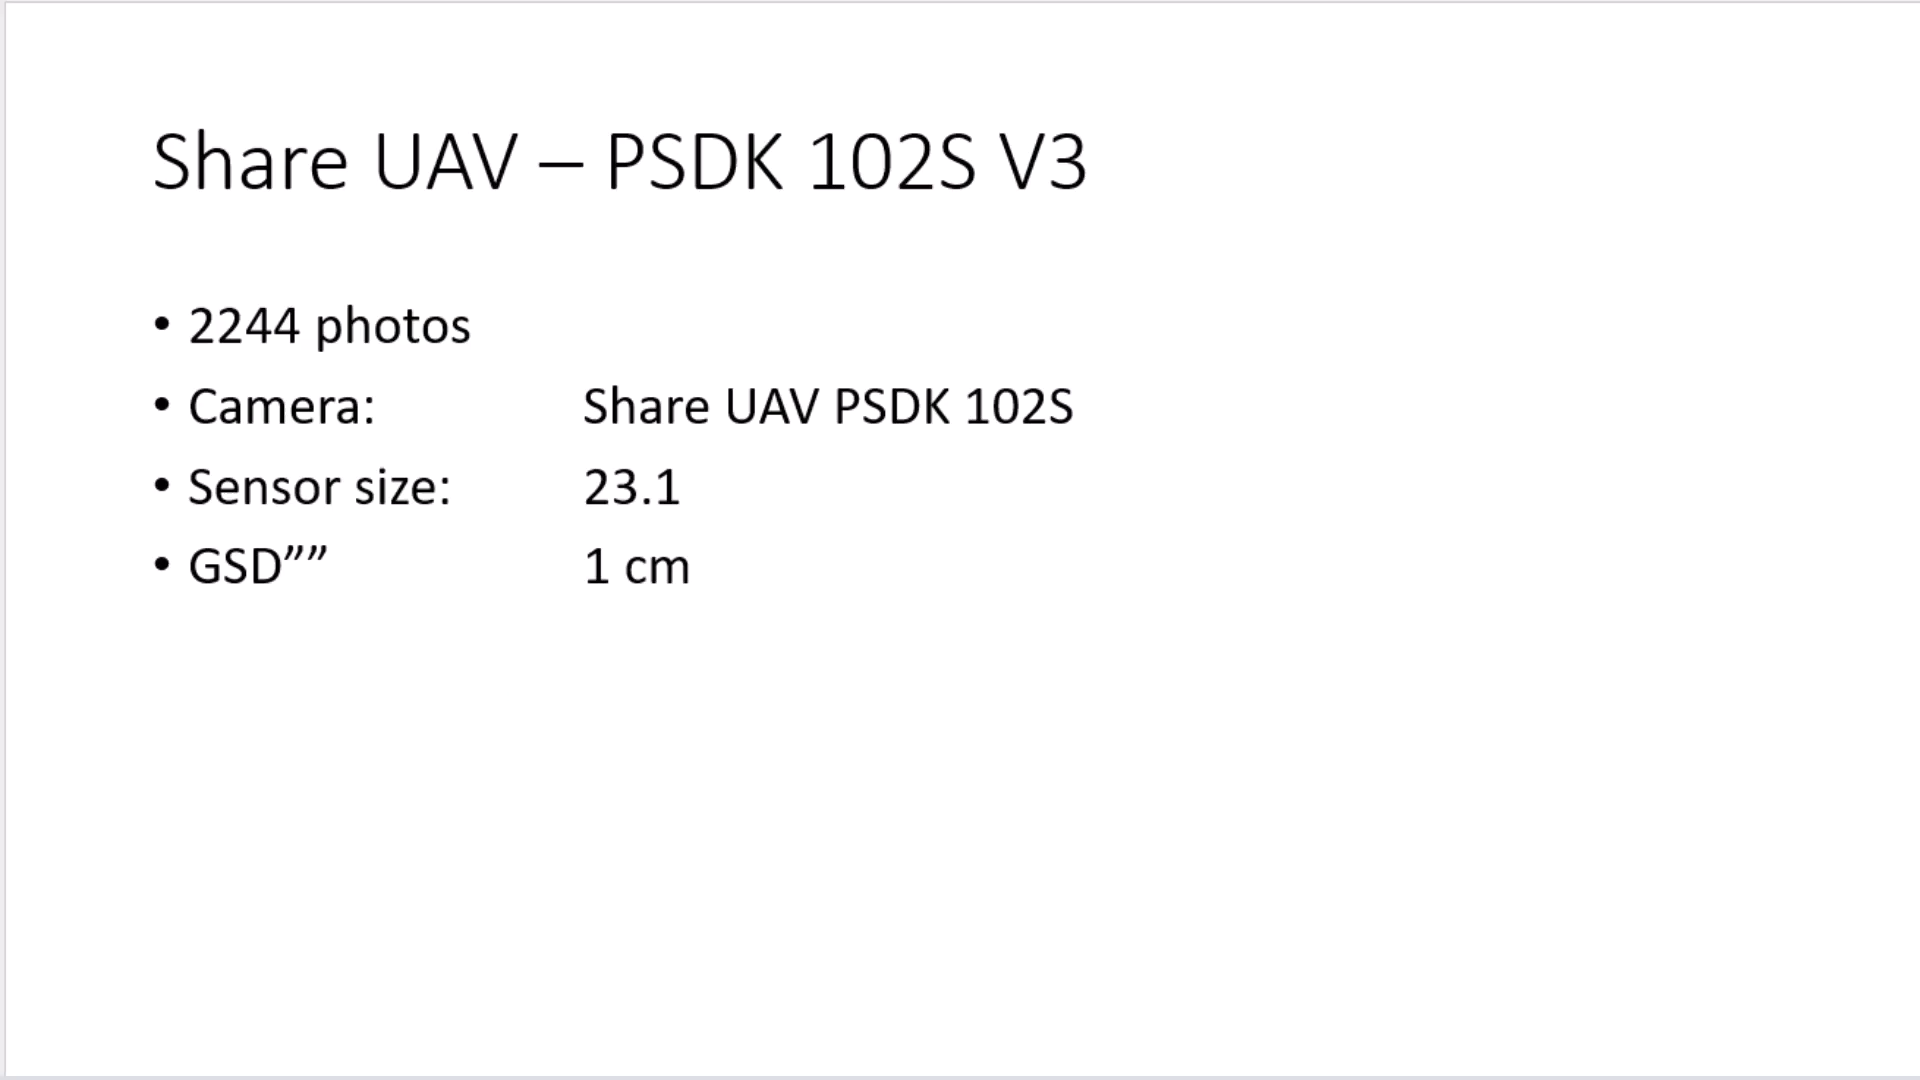 Share UAV – PSDK 102S V3
• 2244 photos
• Camera: Share UAV PSDK 102S
• Sensor size: 23.1
• GSD”” 1 cm